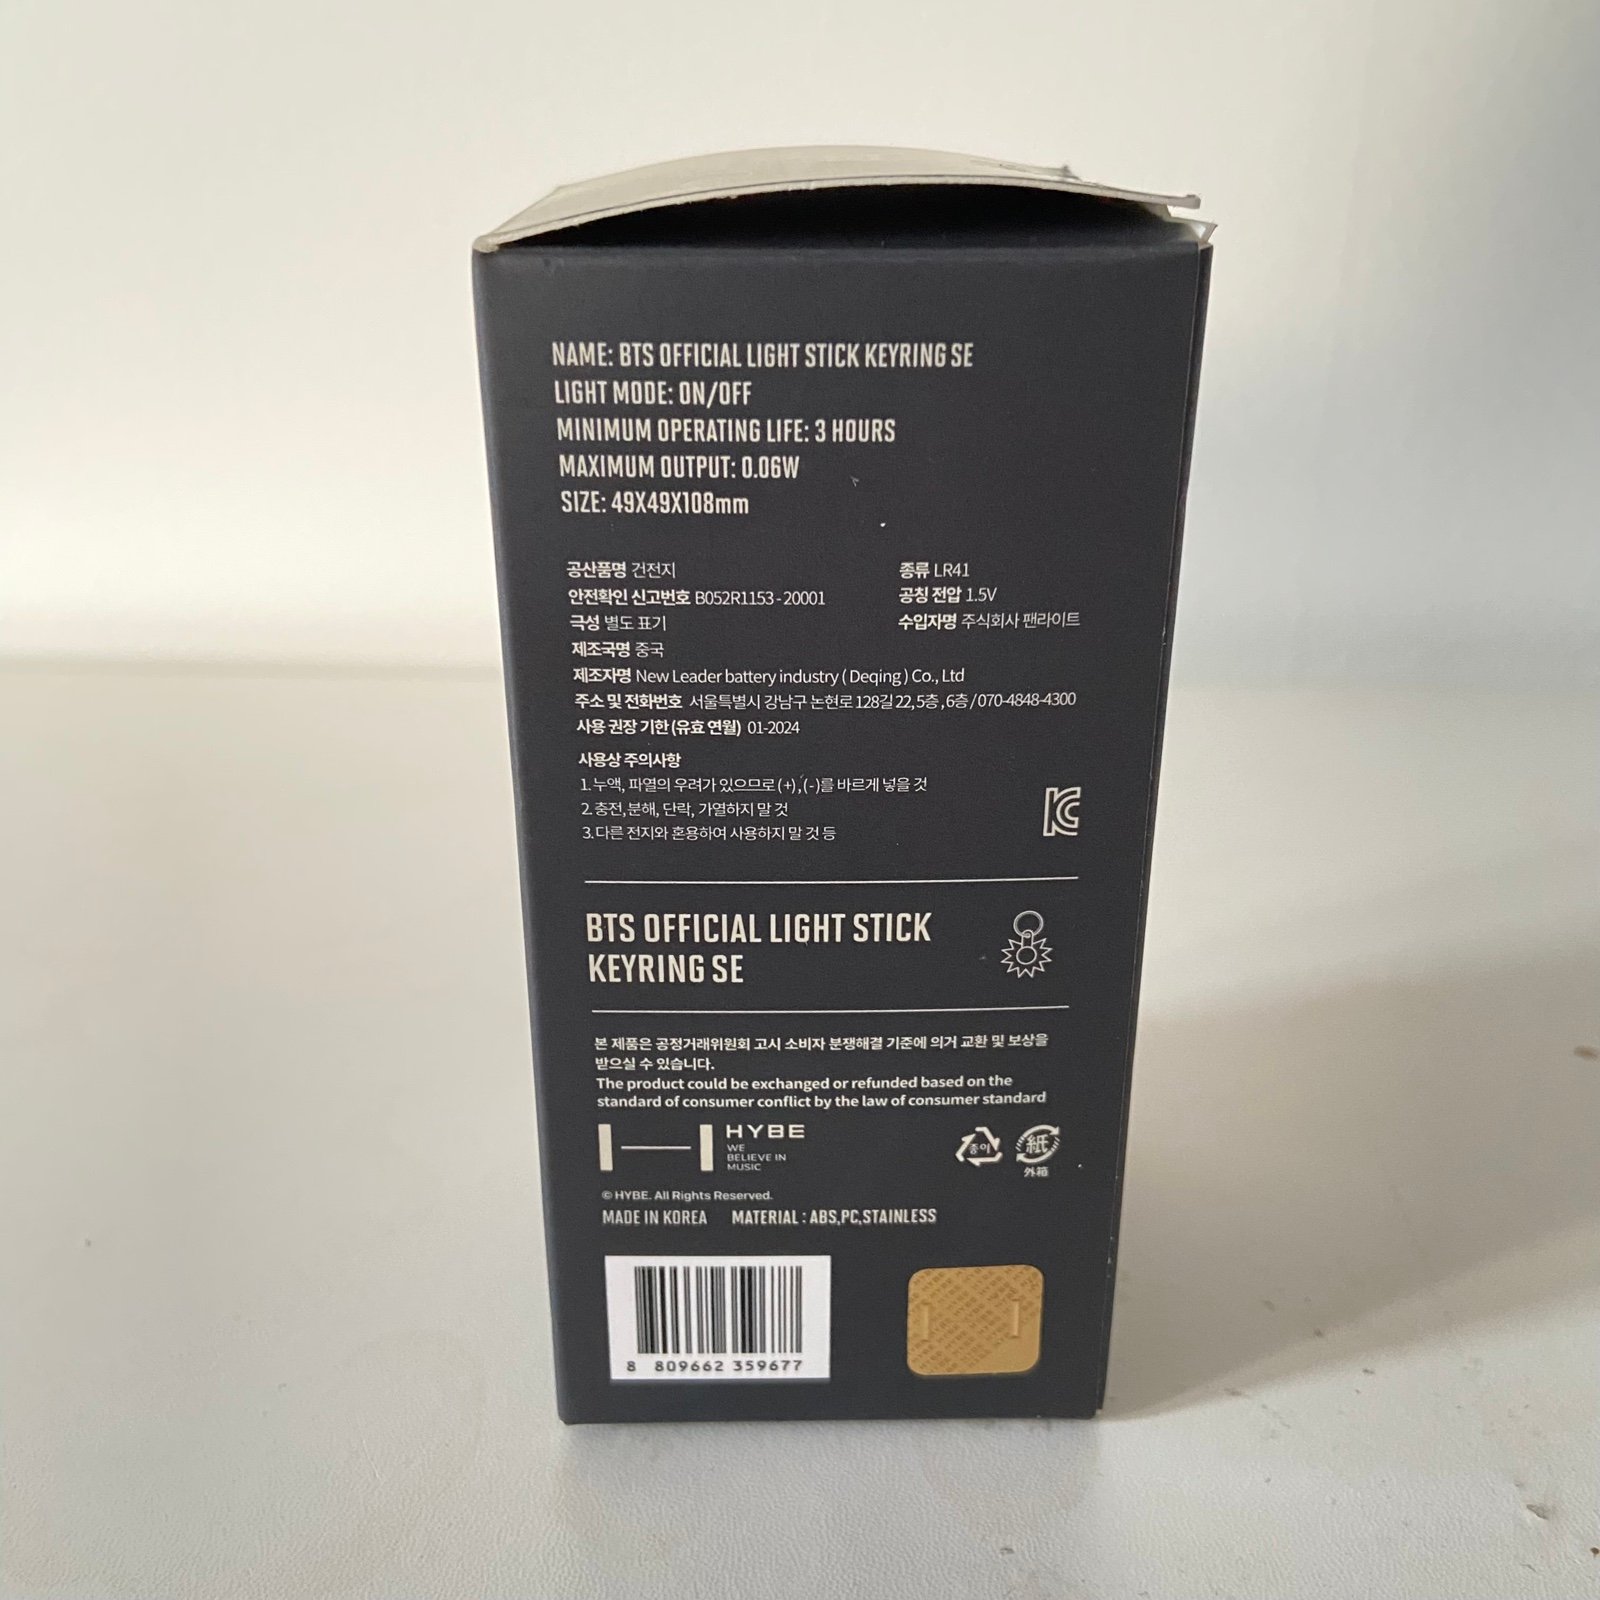 NAME: BTS OFFICIAL LIGHT STICK KEYRING SE
LIGHT MODE: ON/OFF
MINIMUM OPERATING LIFE: 3 HOURS
MAXIMUM OUTPUT: 0.06W
SIZE: 49X49X108mm
공산품명 건전지 종류 LR41
안전확인 신고번호 B052R1153-20001 공칭 전압 1.5V
극성 별도 표기 수입자명 주식회사 팬라이트
제조국명 중국
제조자명 New Leader battery industry ( Deqing ) Co., Ltd
주소 및 전화번호 서울특별시 강남구 논현로 128길 22, 5층 , 6층 / 070-4848-4300
사용 권장 기한 (유효 연월) 01-2024
사용상 주의사항
1. 누액, 파열의 우려가 있으므로 (+), (-)를 바르게 넣을 것
2. 충전, 분해, 단락, 가열하지 말 것
3. 다른 전지와 혼용하여 사용하지 말 것 등
BTS OFFICIAL LIGHT STICK
KEYRING SE
본 제품은 공정거래위원회 고시 소비자 분쟁해결 기준에 의거 교환 및 보상을
받으실 수 있습니다.
The product could be exchanged or refunded based on the
standard of consumer conflict by the law of consumer standard
HYBE
WE
BELIEVE IN
MUSIC
종이
紙
外箱
© HYBE. All Rights Reserved.
MADE IN KOREA MATERIAL : ABS,PC,STAINLESS
8 809662 359677
HYBE